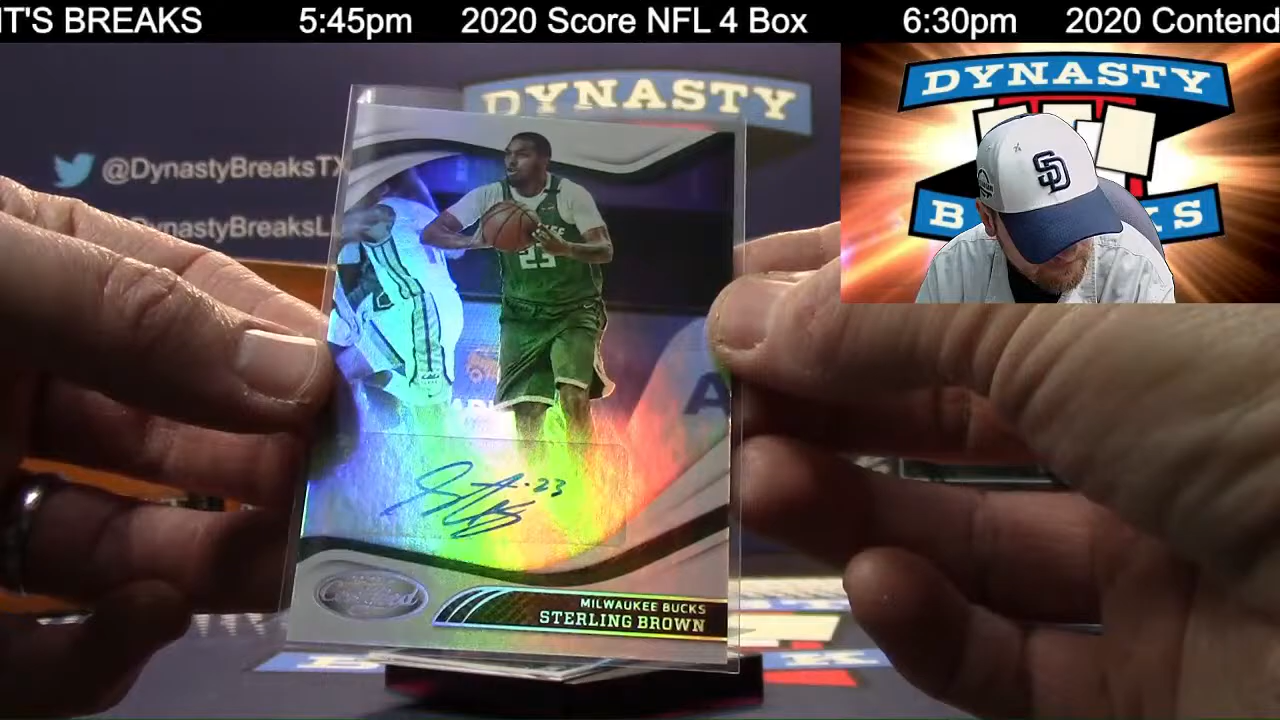 IT'S BREAKS 5:45pm 2020 Score NFL 4 Box 6:30pm 2020 Contend
DYNASTY
@DynastyBreaksTX
DynastyBreaksL
23
Certified
MILWAUKEE BUCKS
STERLING BROWN
DYNASTY
SD
B KS